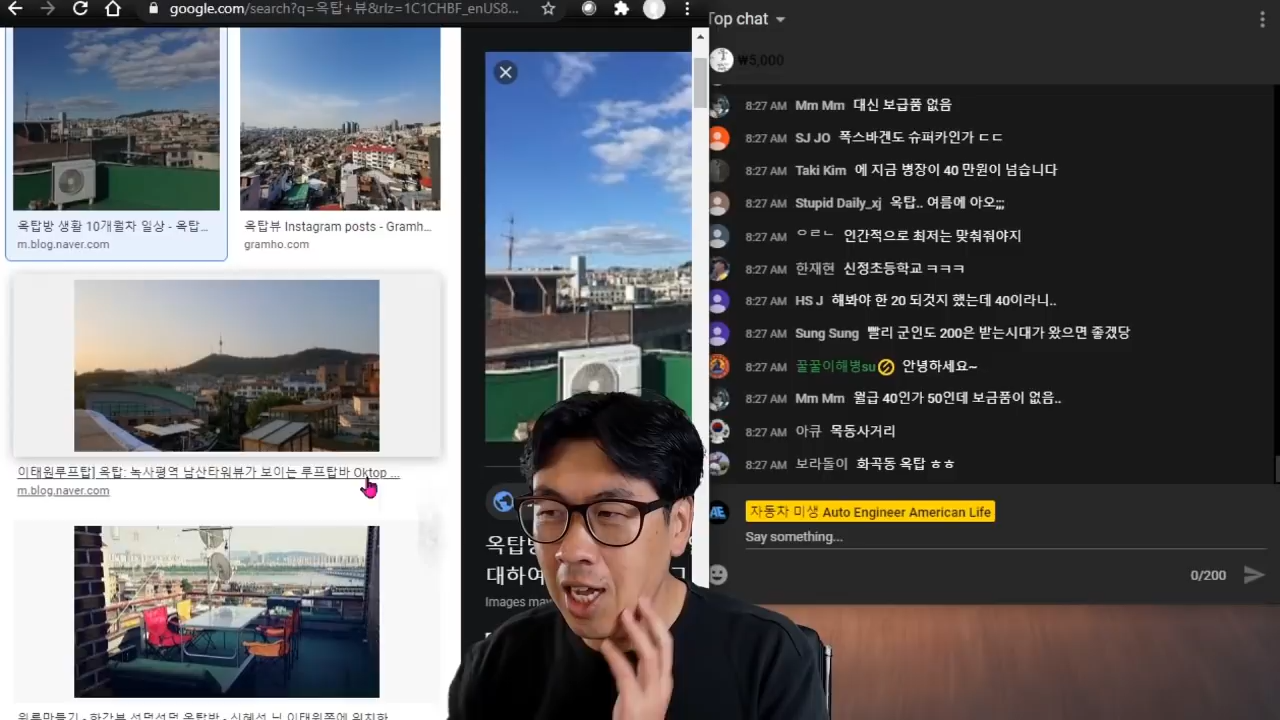 google.com/search?q=옥탑+뷰&rlz=1C1CHBF_enUS8...
옥탑방 생활 10개월차 일상 - 옥탑...
m.blog.naver.com
옥탑뷰 Instagram posts - Gramh...
gramho.com
이태원루프탑] 옥탑: 녹사평역 남산타워뷰가 보이는 루프탑바 Oktop ...
m.blog.naver.com
대하여
Images may
Top chat
₩5,000
8:27 AM Mm Mm 대신 보급품 없음
8:27 AM SJ JO 폭스바겐도 슈퍼카인가 ㄷㄷ
8:27 AM Taki Kim 에 지금 병장이 40 만원이 넘습니다
8:27 AM Stupid Daily_xj 옥탑.. 여름에 아오;;;
8:27 AM ᄋᄅᄂ 인간적으로 최저는 맞춰줘야지
8:27 AM 한재현 신정초등학교 ㅋㅋㅋ
8:27 AM HS J 해봐야 한 20 되것지 했는데 40이라니..
8:27 AM Sung Sung 빨리 군인도 200은 받는시대가 왔으면 좋겠당
8:27 AM 꿀꿀이해병su 안녕하세요~
8:27 AM Mm Mm 월급 40인가 50인데 보금품이 없음..
8:27 AM 아큐 목동사거리
8:27 AM 보라돌이 화곡동 옥탑 ㅎㅎ
AE
자동차 미생 Auto Engineer American Life
Say something...
0/200